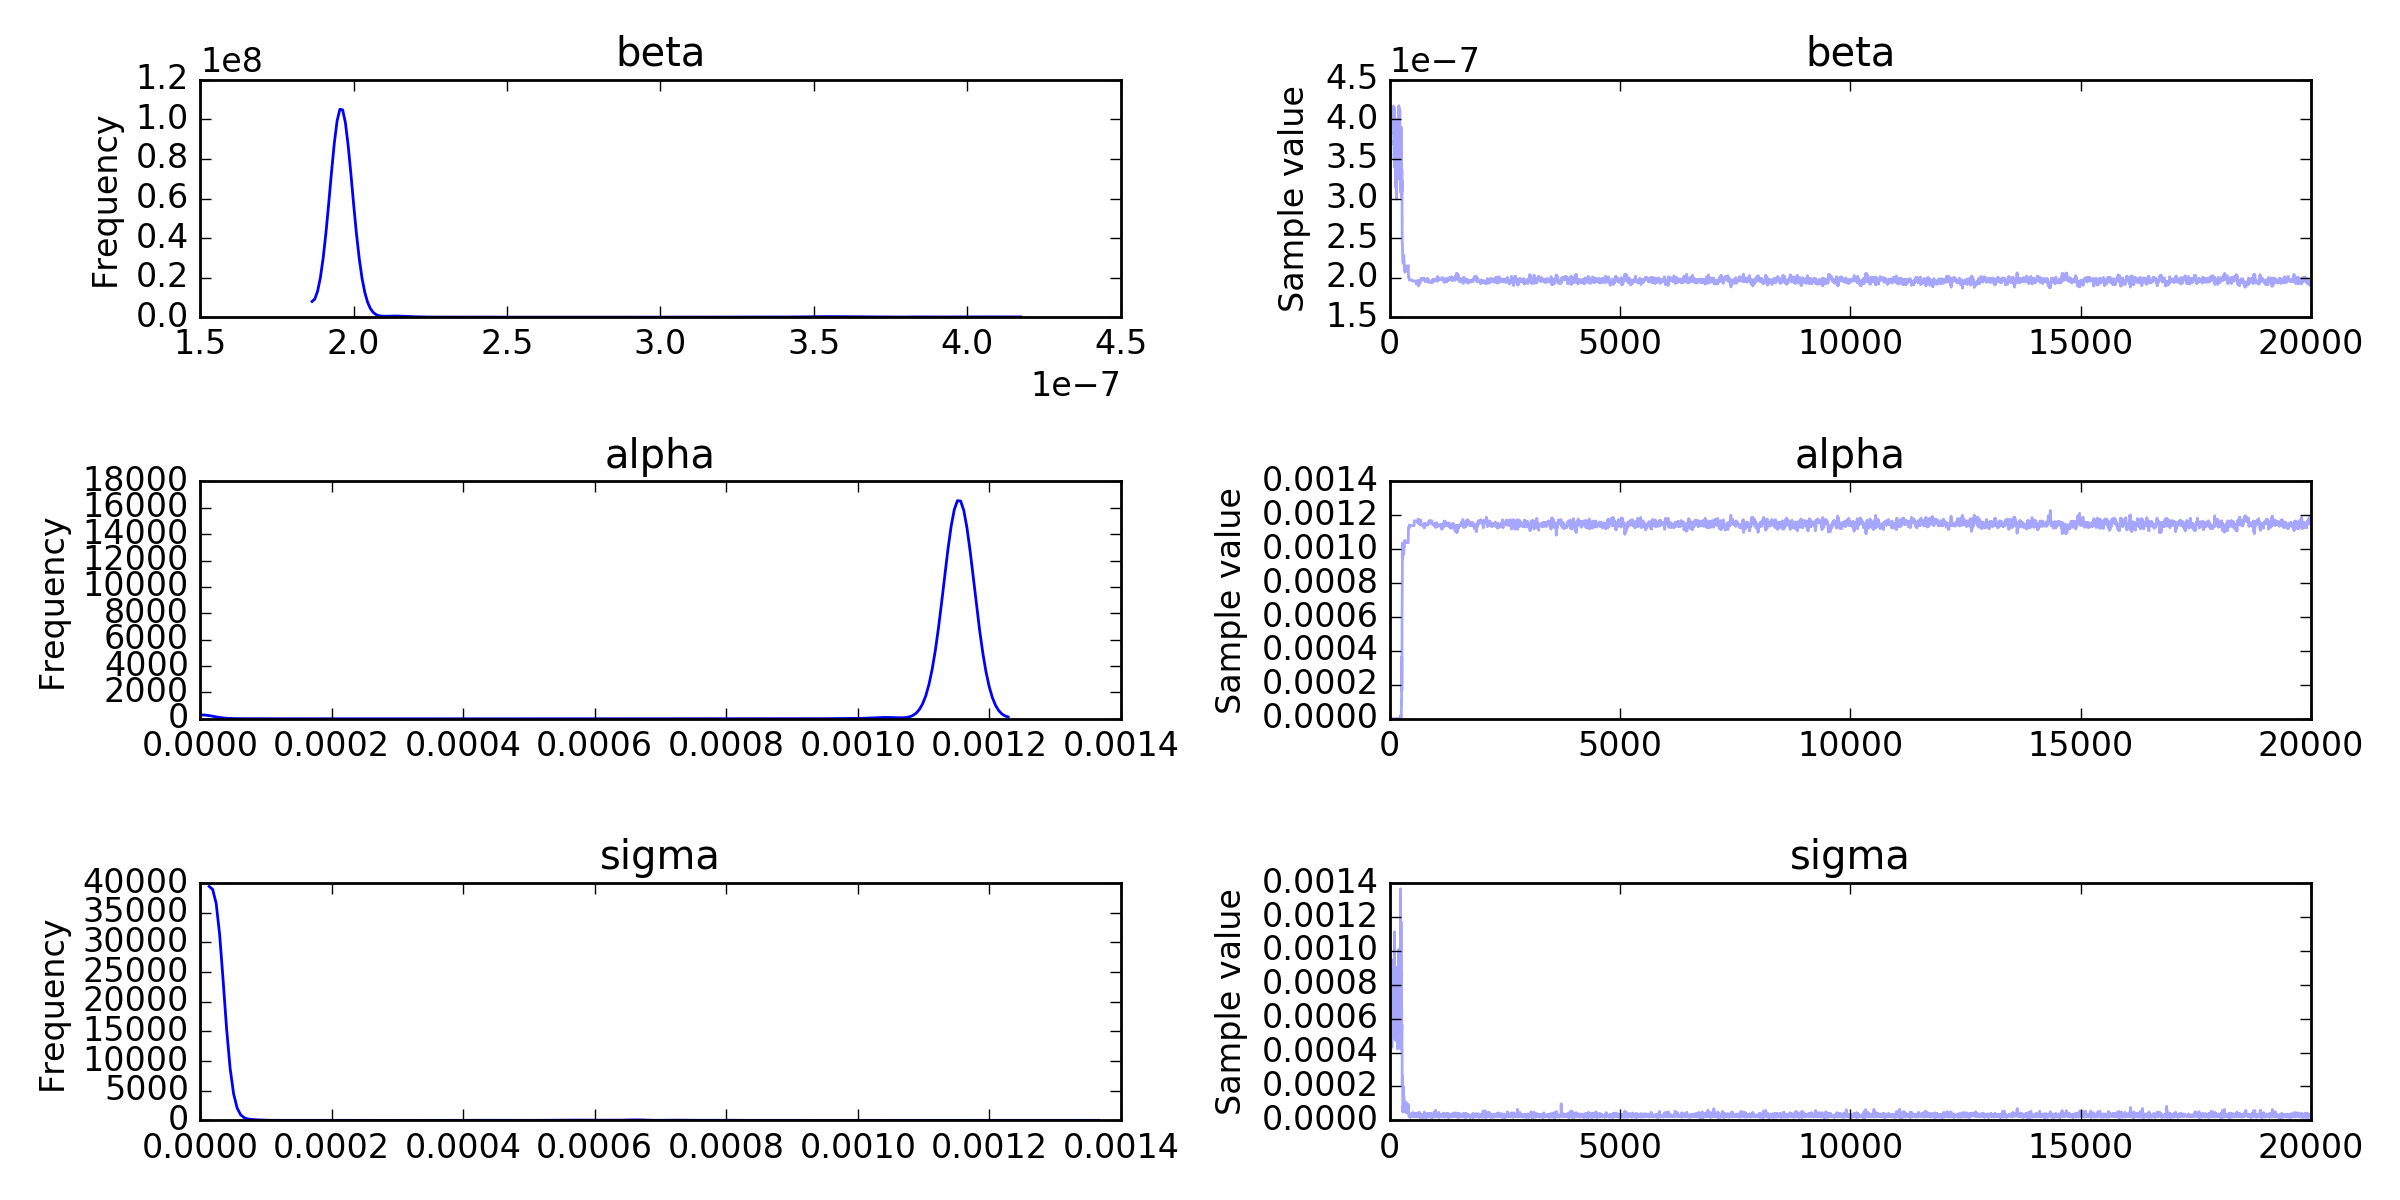 beta
1e8
Frequency
1.2
1.0
0.8
0.6
0.4
0.2
0.0
1.5 2.0 2.5 3.0 3.5 4.0 4.5
1e−7
beta
1e−7
Sample value
4.5
4.0
3.5
3.0
2.5
2.0
1.5
0 5000 10000 15000 20000
alpha
Frequency
18000
16000
14000
12000
10000
8000
6000
4000
2000
0
0.0000 0.0002 0.0004 0.0006 0.0008 0.0010 0.0012 0.0014
alpha
Sample value
0.0014
0.0012
0.0010
0.0008
0.0006
0.0004
0.0002
0.0000
0 5000 10000 15000 20000
sigma
Frequency
40000
35000
30000
25000
20000
15000
10000
5000
0
0.0000 0.0002 0.0004 0.0006 0.0008 0.0010 0.0012 0.0014
sigma
Sample value
0.0014
0.0012
0.0010
0.0008
0.0006
0.0004
0.0002
0.0000
0 5000 10000 15000 20000